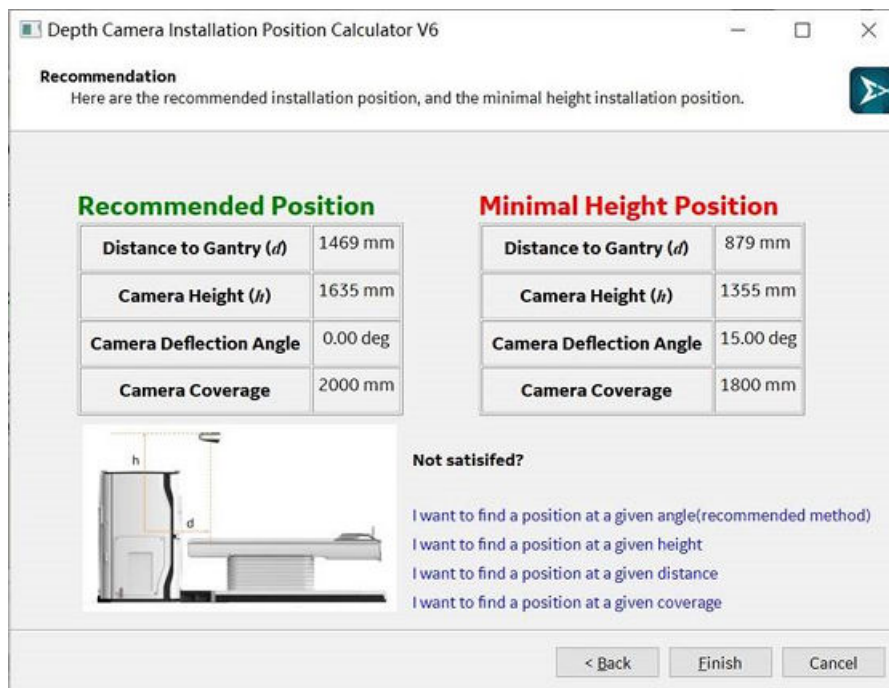 Depth Camera Installation Position Calculator V6
Recommendation
Here are the recommended installation position, and the minimal height installation position.
Recommended Position
Distance to Gantry (d) 1469 mm
Camera Height (h) 1635 mm
Camera Deflection Angle 0.00 deg
Camera Coverage 2000 mm
Minimal Height Position
Distance to Gantry (d) 879 mm
Camera Height (h) 1355 mm
Camera Deflection Angle 15.00 deg
Camera Coverage 1800 mm
h
d
Not satisifed?
I want to find a position at a given angle(recommended method)
I want to find a position at a given height
I want to find a position at a given distance
I want to find a position at a given coverage
< Back Finish Cancel